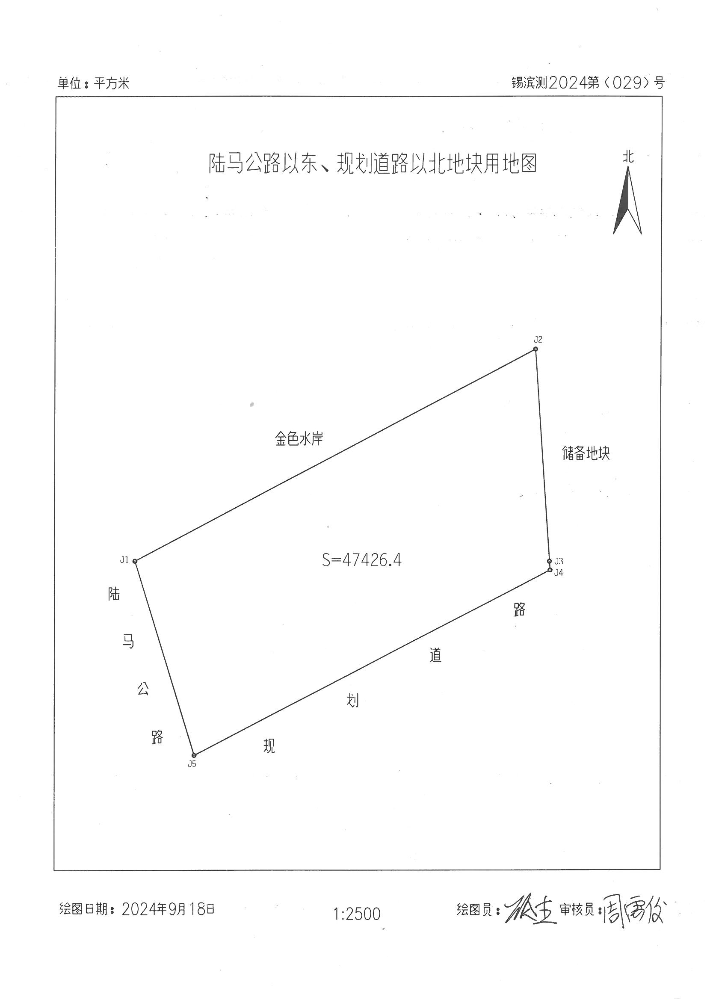 单位：平方米
锡滨测2024第〈029〉号
陆马公路以东、规划道路以北地块用地图
北
J2
金色水岸
储备地块
J1
S=47426.4
J3
J4
陆马公路
规划道路
J5
绘图日期：2024年9月18日
1:2500
绘图员：
审核员：周